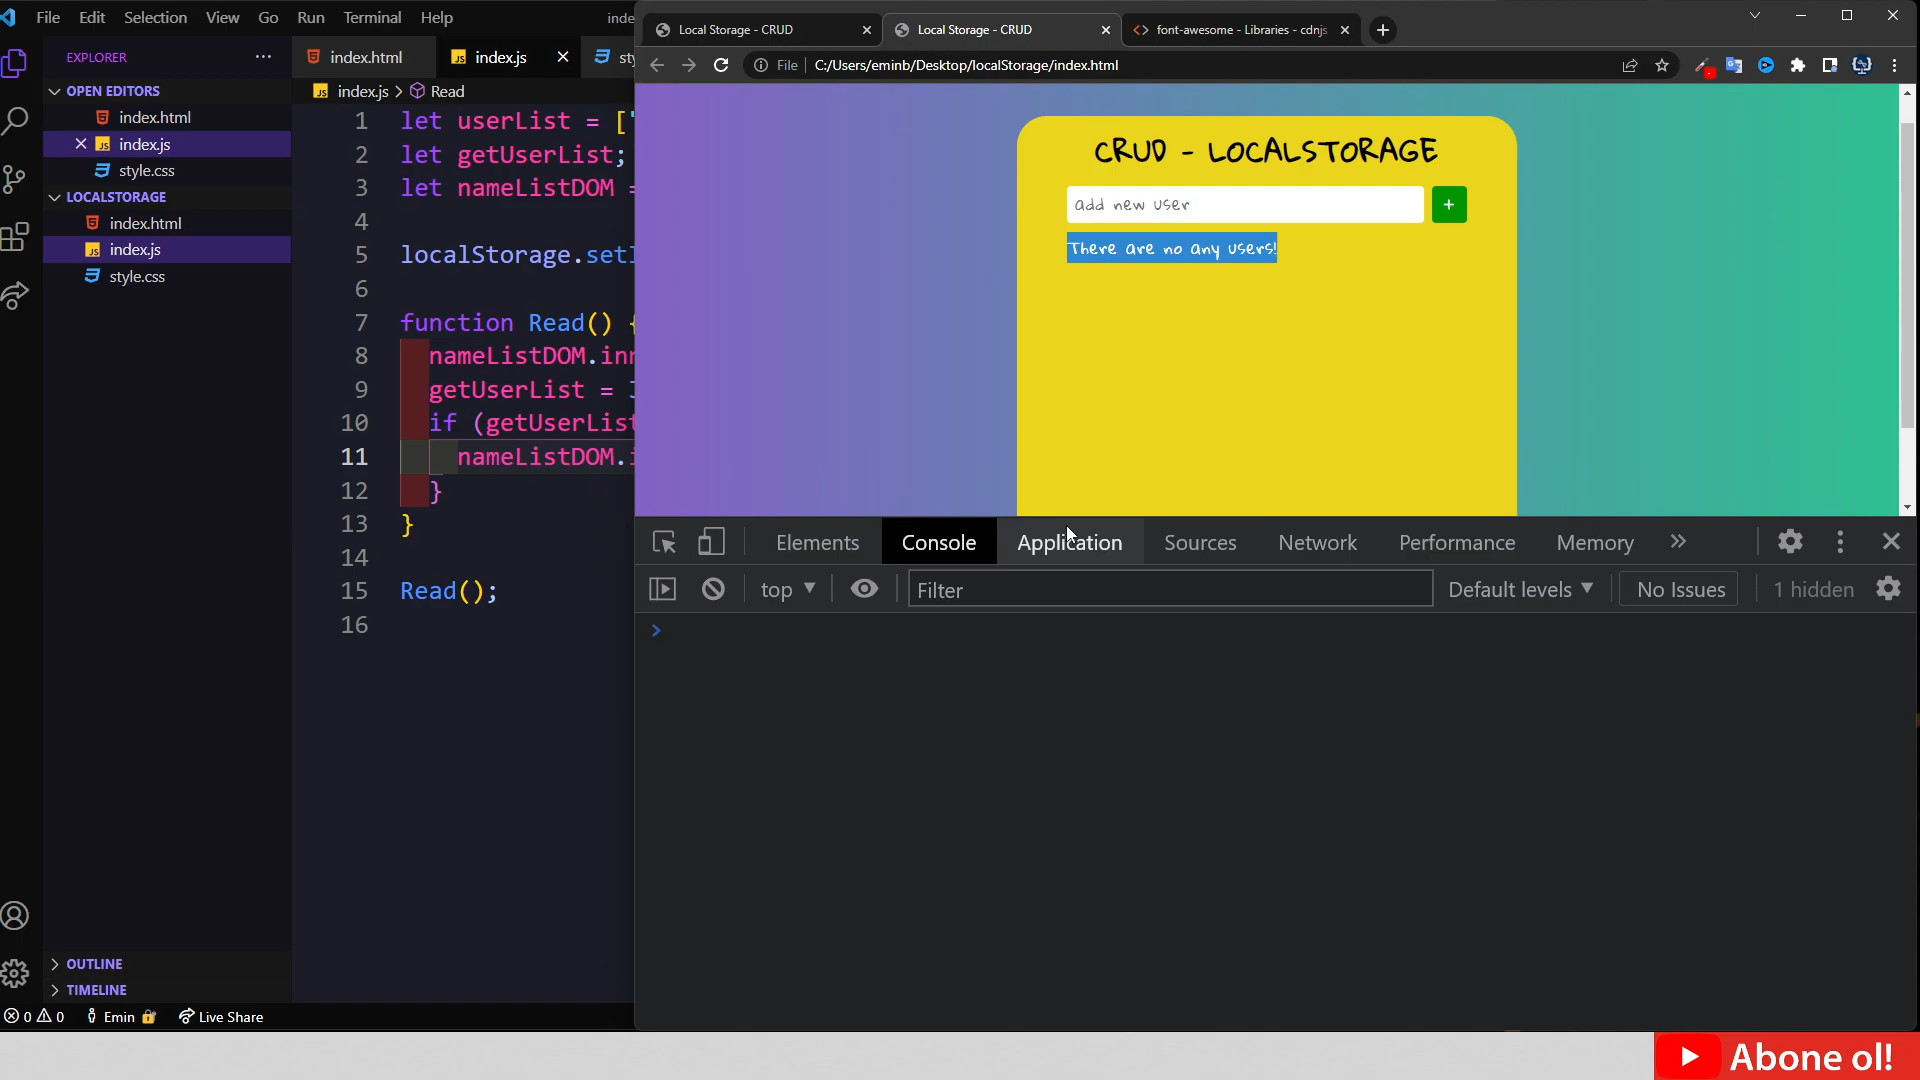 File Edit Selection View Go Run Terminal Help inde
EXPLORER ···
OPEN EDITORS
index.html
index.js
style.css
LOCALSTORAGE
index.html
index.js
style.css
OUTLINE
TIMELINE
0 0 Emin Live Share
index.html index.js sty
index.js > Read
1 let userList = ["
2 let getUserList;
3 let nameListDOM =
4
5 localStorage.setI
6
7 function Read() {
8 nameListDOM.inn
9 getUserList = J
10 if (getUserList
11 nameListDOM.i
12 }
13 }
14
15 Read();
16
Local Storage - CRUD Local Storage - CRUD font-awesome - Libraries - cdnjs
File C:/Users/eminb/Desktop/localStorage/index.html
CRUD - LOCALSTORAGE
add new user +
There are no any users!
Elements Console Application Sources Network Performance Memory
top Filter Default levels No Issues 1 hidden
>
Abone ol!